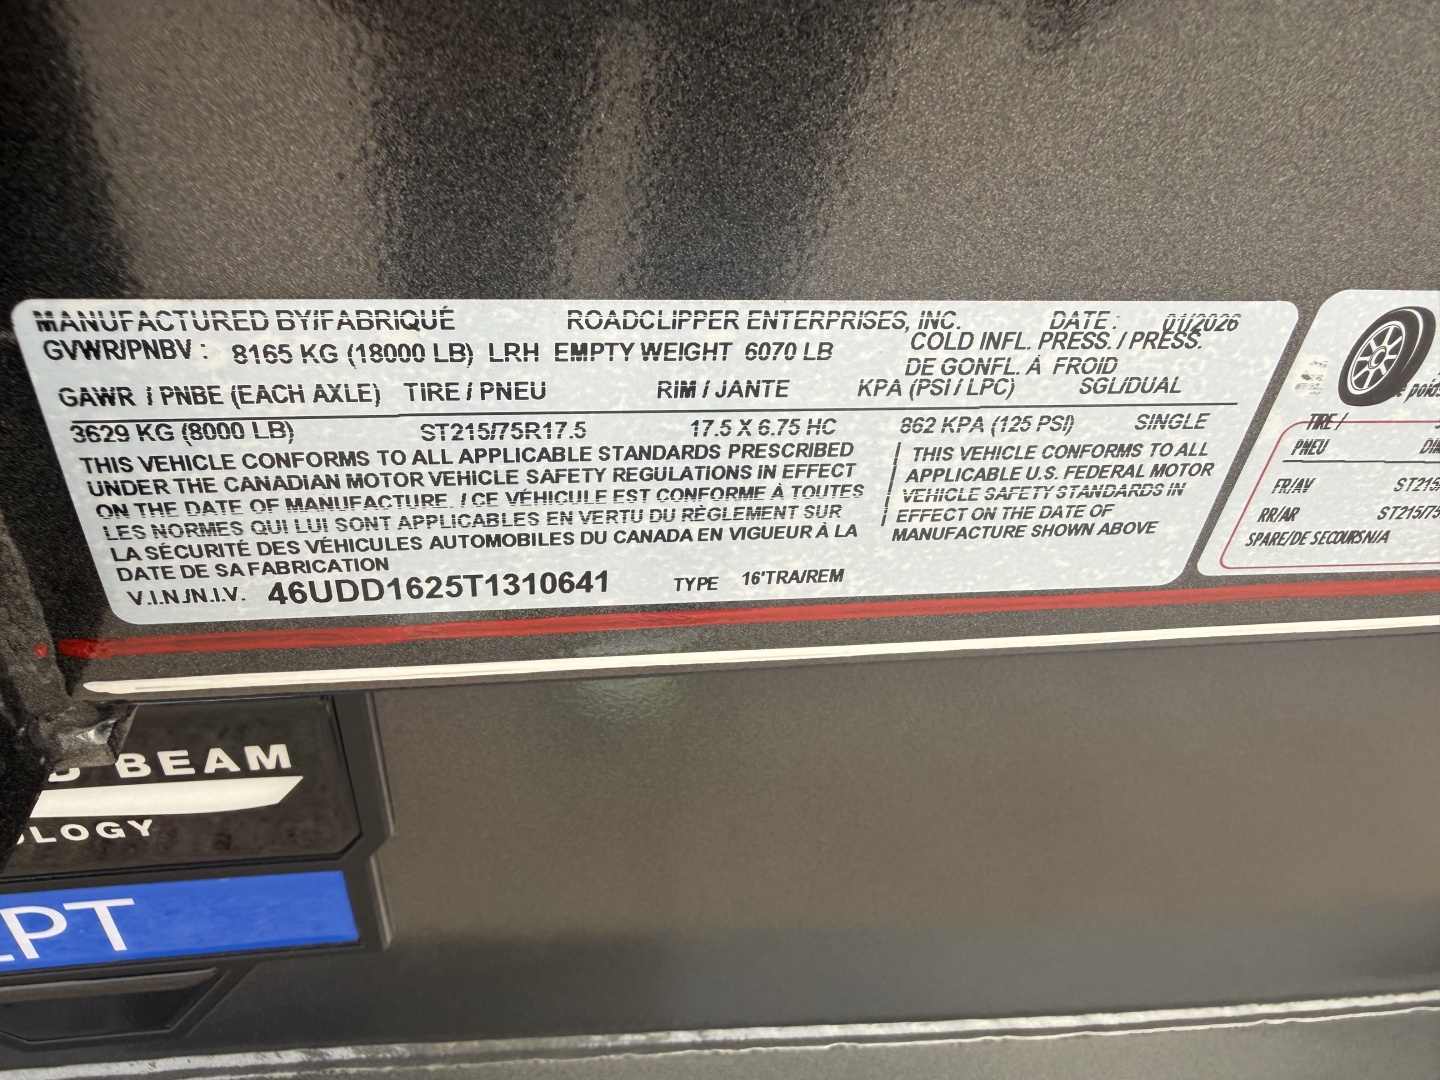 MANUFACTURED BY/FABRIQUÉ ROADCLIPPER ENTERPRISES, INC. DATE: 01/2026
GVWR/PNBV: 8165 KG (18000 LB) LRH EMPTY WEIGHT 6070 LB COLD INFL. PRESS. / PRESS. DE GONFL. À FROID
GAWR / PNBE (EACH AXLE) TIRE / PNEU RIM / JANTE KPA (PSI / LPC) SGL/DUAL
3629 KG (8000 LB) ST215/75R17.5 17.5 X 6.75 HC 862 KPA (125 PSI) SINGLE
THIS VEHICLE CONFORMS TO ALL APPLICABLE STANDARDS PRESCRIBED
UNDER THE CANADIAN MOTOR VEHICLE SAFETY REGULATIONS IN EFFECT
ON THE DATE OF MANUFACTURE. / CE VÉHICULE EST CONFORME À TOUTES
LES NORMES QUI LUI SONT APPLICABLES EN VERTU DU RÈGLEMENT SUR
LA SÉCURITÉ DES VÉHICULES AUTOMOBILES DU CANADA EN VIGUEUR À LA
DATE DE SA FABRICATION
THIS VEHICLE CONFORMS TO ALL
APPLICABLE U.S. FEDERAL MOTOR
VEHICLE SAFETY STANDARDS IN
EFFECT ON THE DATE OF
MANUFACTURE SHOWN ABOVE
V.I.N./N.I.V. 46UDD1625T1310641 TYPE 16'TRA/REM
poids
TIRE /
PNEU
FR/AV ST215
RR/AR ST215/75
SPARE/DE SECOURS N/A
BEAM
OLOGY
PT